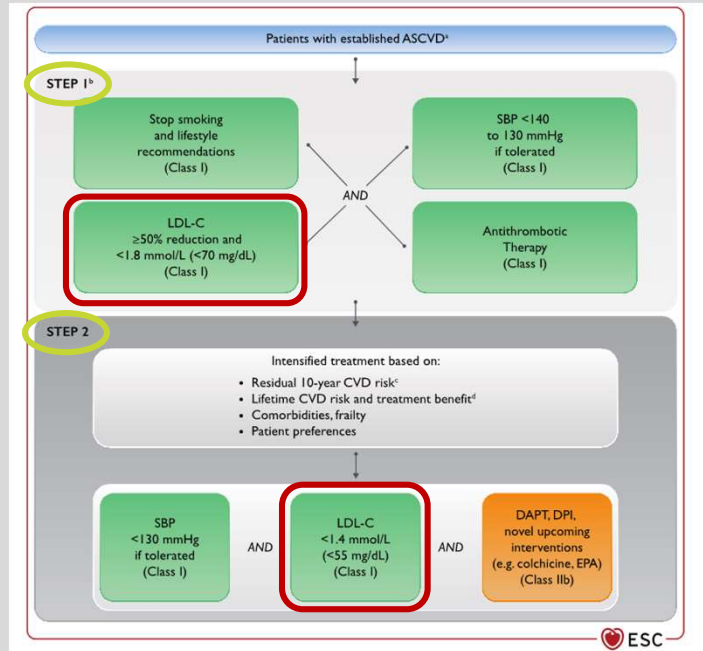 Patients with established ASCVDᵃ
STEP 1ᵇ
Stop smoking
and lifestyle
recommendations
(Class I)
SBP <140
to 130 mmHg
if tolerated
(Class I)
AND
LDL-C
≥50% reduction and
<1.8 mmol/L (<70 mg/dL)
(Class I)
Antithrombotic
Therapy
(Class I)
STEP 2
Intensified treatment based on:
• Residual 10-year CVD riskᶜ
• Lifetime CVD risk and treatment benefitᵈ
• Comorbidities, frailty
• Patient preferences
SBP
<130 mmHg
if tolerated
(Class I)
AND
LDL-C
<1.4 mmol/L
(<55 mg/dL)
(Class I)
AND
DAPT, DPI,
novel upcoming
interventions
(e.g. colchicine, EPA)
(Class IIb)
ESC